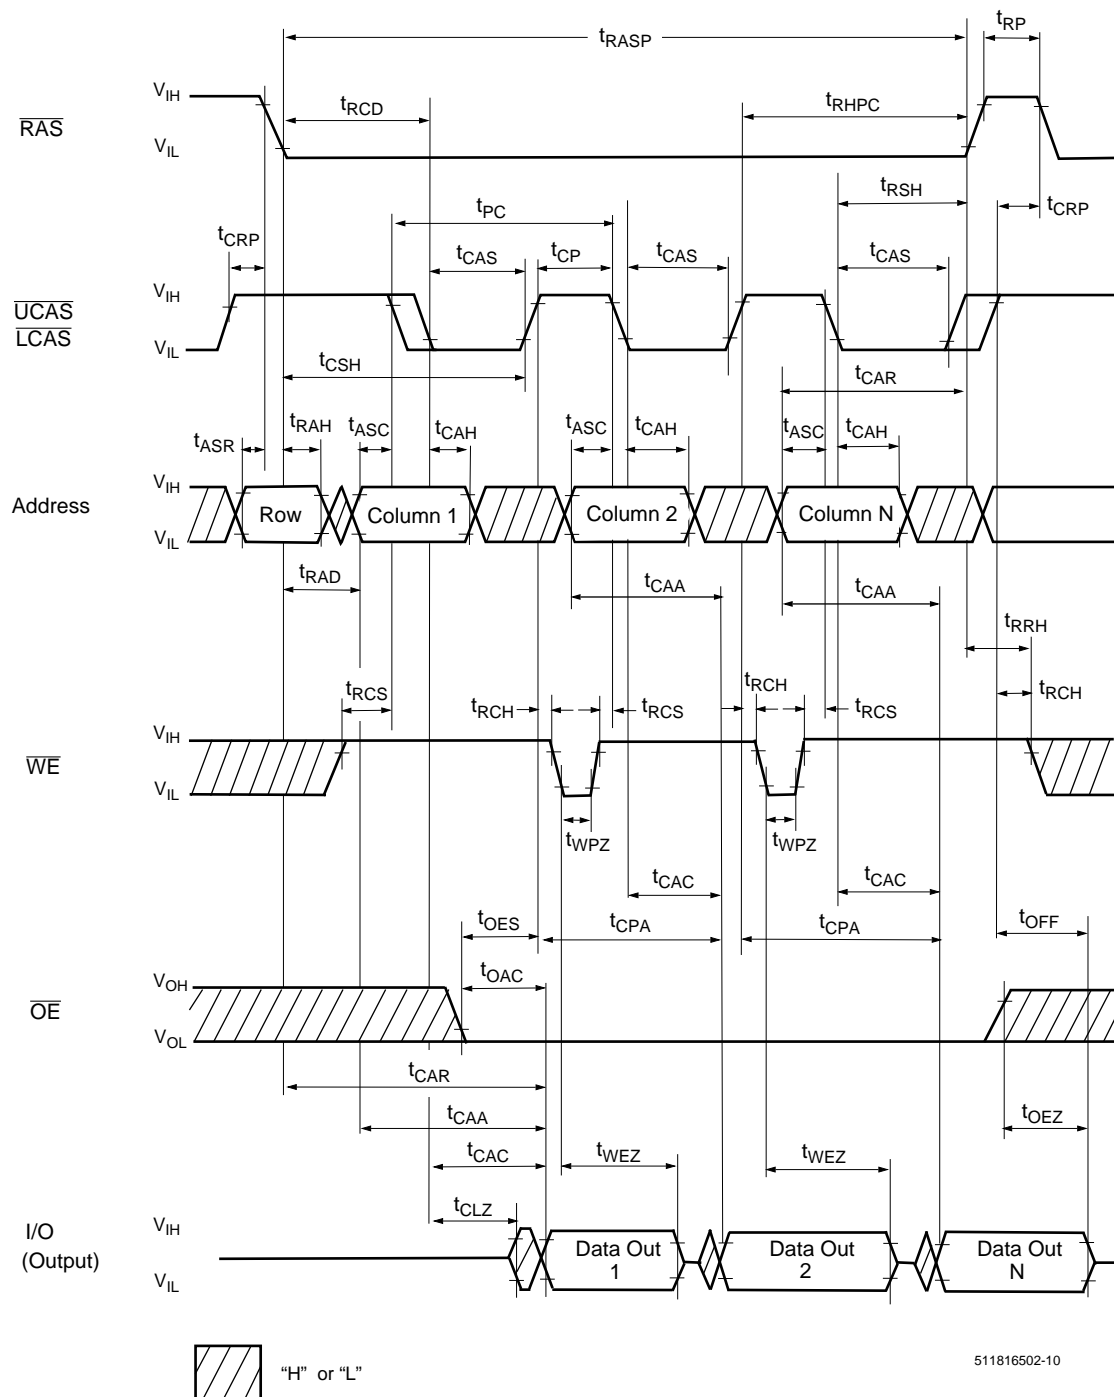 tRASP
tRP
VIH
RAS
VIL
tRCD
tRHPC
tRSH
tCRP
tPC
tCRP
tCAS
tCP
tCAS
tCAS
VIH
UCAS
LCAS
VIL
tCSH
tCAR
tASR
tRAH
tASC
tCAH
tASC
tCAH
tASC
tCAH
VIH
Address
Row
Column 1
Column 2
Column N
VIL
tRAD
tCAA
tCAA
tRRH
tRCS
tRCH
tRCS
tRCH
tRCS
tRCH
VIH
WE
VIL
tWPZ
tWPZ
tCAC
tCAC
tOES
tCPA
tCPA
tOFF
VOH
OE
VOL
tOAC
tCAR
tCAA
tOEZ
tCAC
tWEZ
tWEZ
tCLZ
I/O
(Output)
VIH
VIL
Data Out
1
Data Out
2
Data Out
N
“H” or “L”
511816502-10